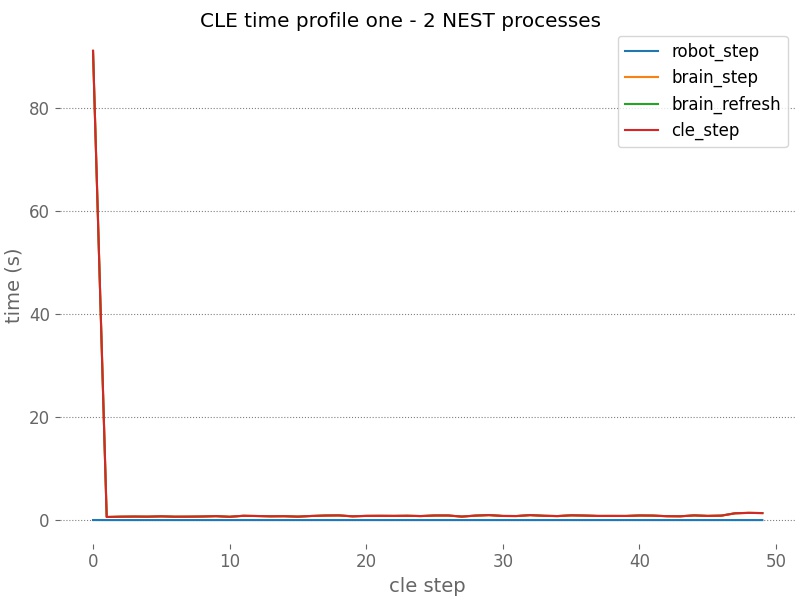 CLE time profile one - 2 NEST processes
robot_step
brain_step
brain_refresh
cle_step
time (s)
80
60
40
20
0
0 10 20 30 40 50
cle step